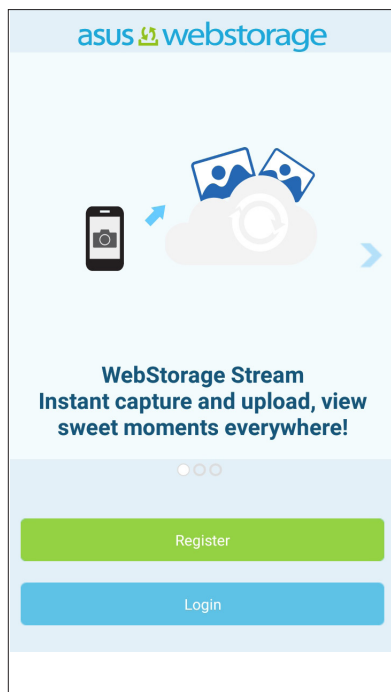 asus webstorage
WebStorage Stream
Instant capture and upload, view
sweet moments everywhere!
Register
Login